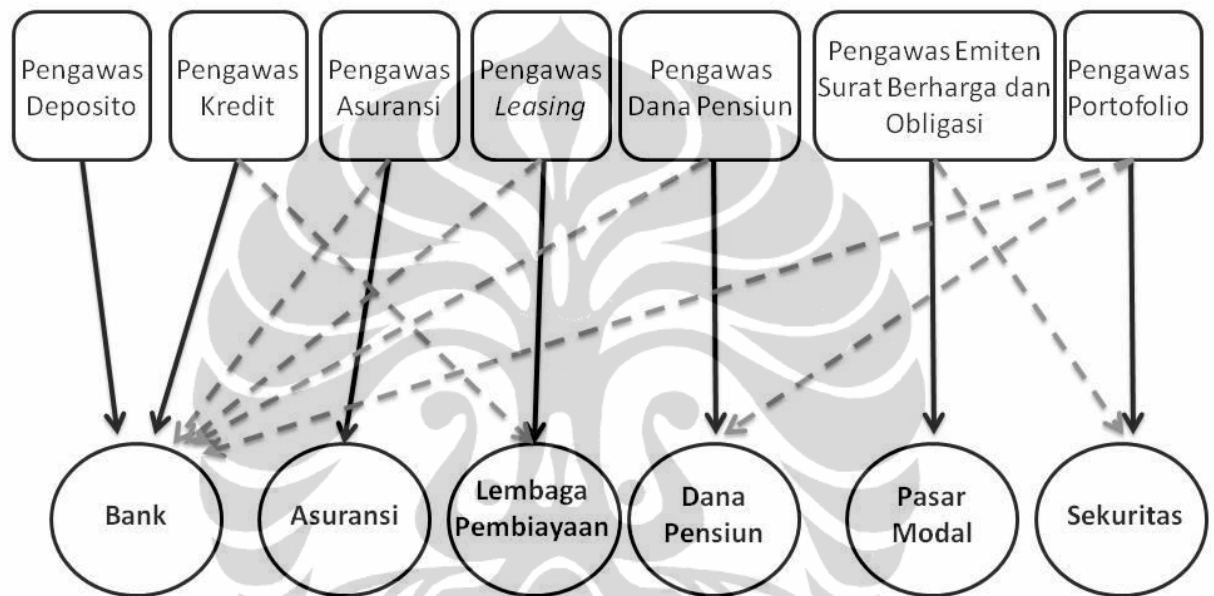 Pengawas
Deposito
Pengawas
Kredit
Pengawas
Asuransi
Pengawas
Leasing
Pengawas
Dana Pensiun
Pengawas Emiten
Surat Berharga dan
Obligasi
Pengawas
Portofolio
Bank
Asuransi
Lembaga
Pembiayaan
Dana
Pensiun
Pasar
Modal
Sekuritas